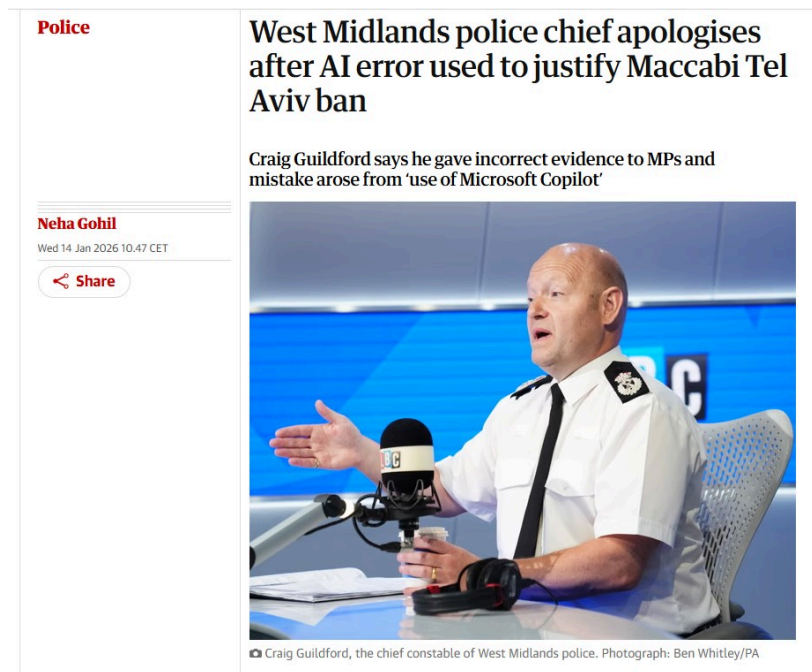 Police
West Midlands police chief apologises
after AI error used to justify Maccabi Tel
Aviv ban
Craig Guildford says he gave incorrect evidence to MPs and
mistake arose from ‘use of Microsoft Copilot’
Neha Gohil
Wed 14 Jan 2026 10.47 CET
Share
BC
BC
Craig Guildford, the chief constable of West Midlands police. Photograph: Ben Whitley/PA